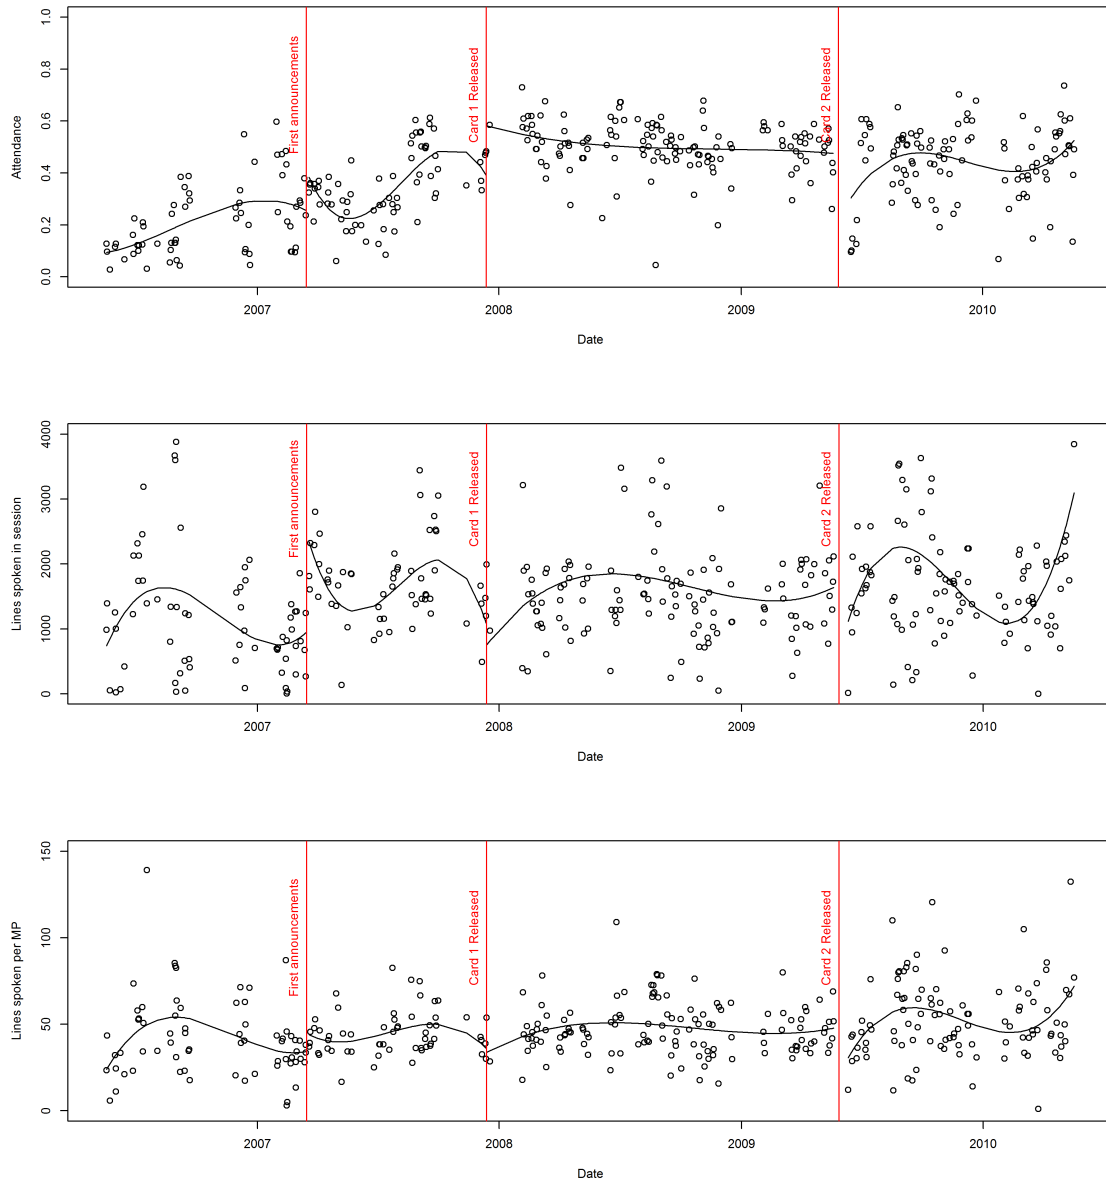 Attendance
1.0
0.8
0.6
0.4
0.2
0.0
First announcements
Card 1 Released
Card 2 Released
2007
2008
2009
2010
Date
Lines spoken in session
4000
3000
2000
1000
0
First announcements
Card 1 Released
Card 2 Released
2007
2008
2009
2010
Date
Lines spoken per MP
150
100
50
0
First announcements
Card 1 Released
Card 2 Released
2007
2008
2009
2010
Date